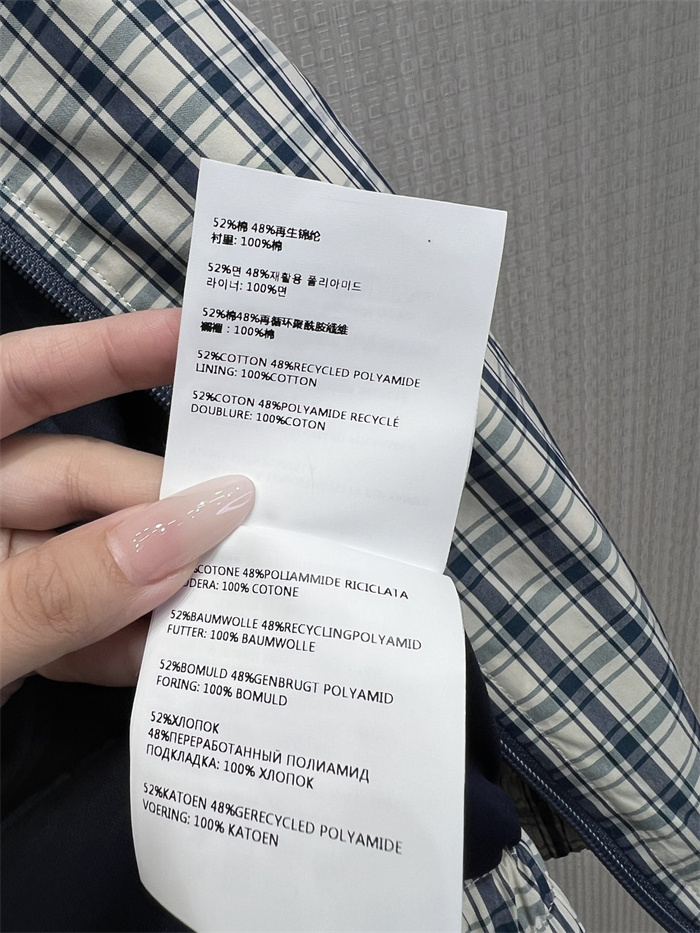 52%棉 48%再生锦纶
衬里: 100%棉
52%면 48%재활용 폴리아미드
라이너: 100%면
52%棉48%再循环聚酰胺纖維
: 100%棉
52%COTTON 48%RECYCLED POLYAMIDE
LINING: 100%COTTON
52%COTON 48%POLYAMIDE RECYCLÉ
DOUBLURE: 100%COTON
%COTONE 48%POLIAMMIDE RICICLATA
DERA: 100% COTONE
52%BAUMWOLLE 48%RECYCLINGPOLYAMID
FUTTER: 100% BAUMWOLLE
52%BOMULD 48%GENBRUGT POLYAMID
FORING: 100% BOMULD
52%ХЛОПОК
48%ПЕРЕРАБОТАННЫЙ ПОЛИАМИД
ПОДКЛАДКА: 100% ХЛОПОК
52%KATOEN 48%GERECYCLED POLYAMIDE
VOERING: 100% KATOEN